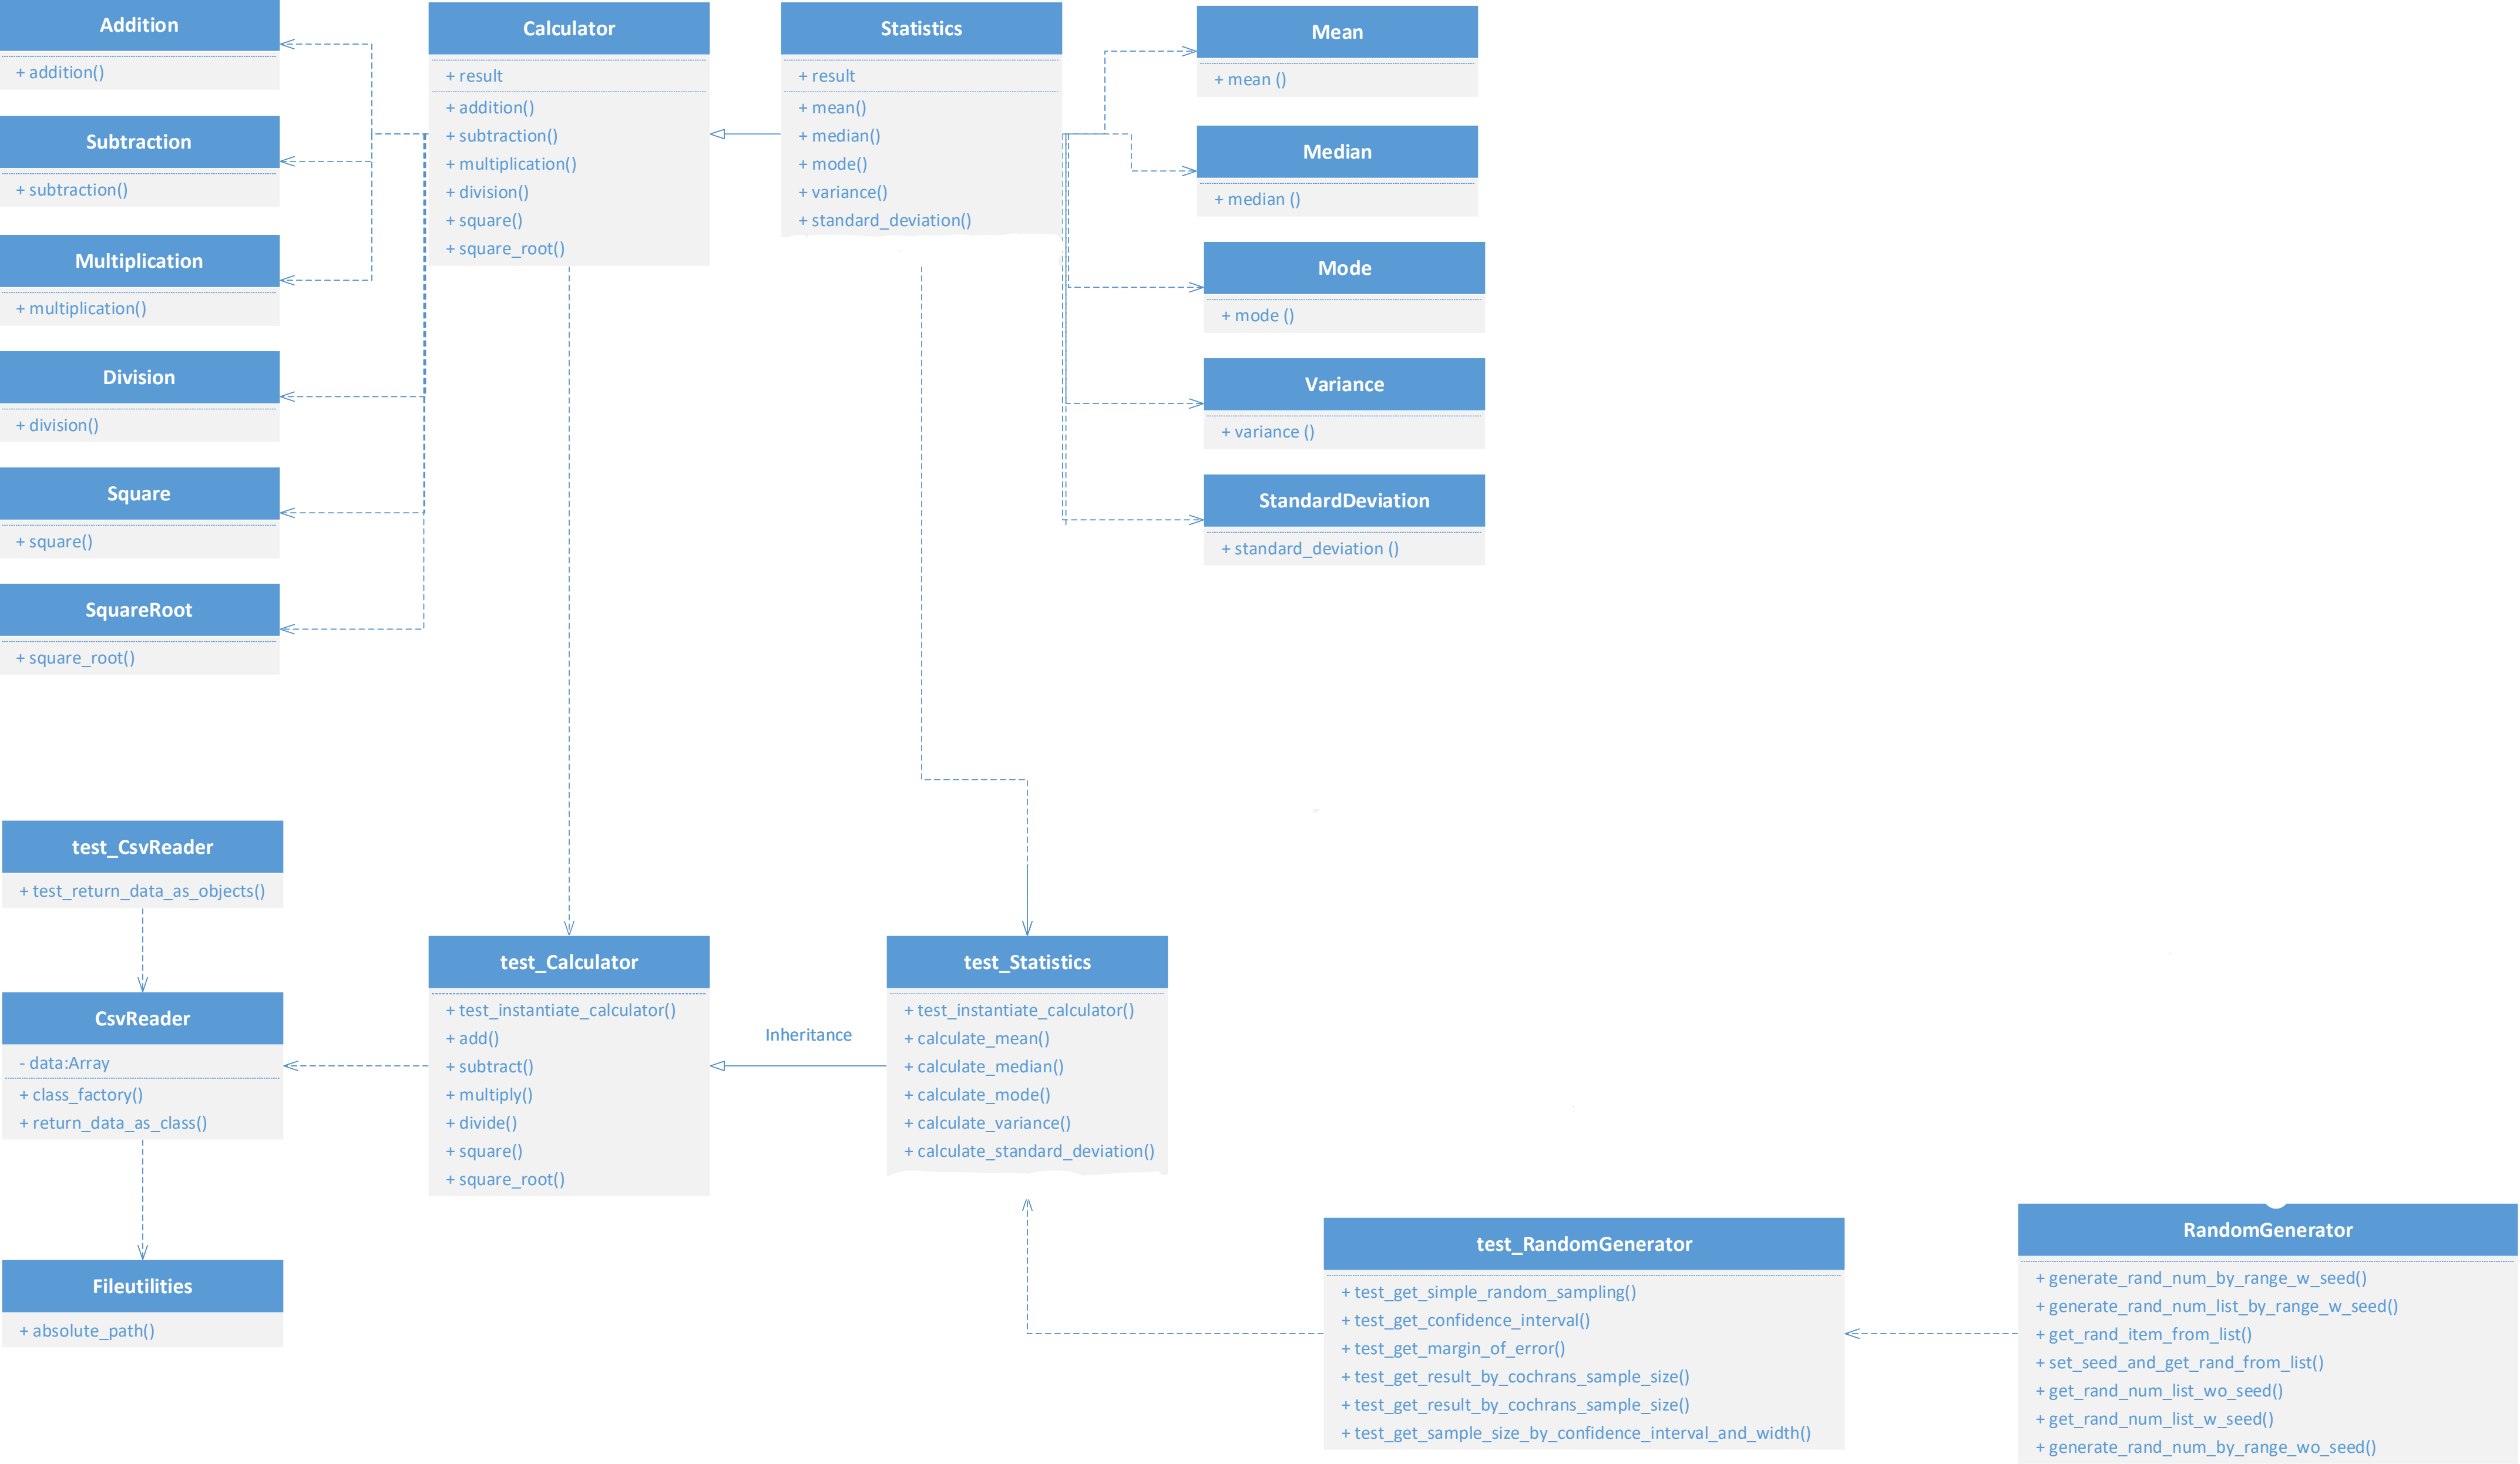 Addition
+ addition()
Subtraction
+ subtraction()
Multiplication
+ multiplication()
Division
+ division()
Square
+ square()
SquareRoot
+ square_root()
Calculator
+ result
+ addition()
+ subtraction()
+ multiplication()
+ division()
+ square()
+ square_root()
Statistics
+ result
+ mean()
+ median()
+ mode()
+ variance()
+ standard_deviation()
Mean
+ mean ()
Median
+ median ()
Mode
+ mode ()
Variance
+ variance ()
StandardDeviation
+ standard_deviation ()
test_CsvReader
+ test_return_data_as_objects()
CsvReader
- data:Array
+ class_factory()
+ return_data_as_class()
Fileutilities
+ absolute_path()
test_Calculator
+ test_instantiate_calculator()
+ add()
+ subtract()
+ multiply()
+ divide()
+ square()
+ square_root()
Inheritance
test_Statistics
+ test_instantiate_calculator()
+ calculate_mean()
+ calculate_median()
+ calculate_mode()
+ calculate_variance()
+ calculate_standard_deviation()
test_RandomGenerator
+ test_get_simple_random_sampling()
+ test_get_confidence_interval()
+ test_get_margin_of_error()
+ test_get_result_by_cochrans_sample_size()
+ test_get_result_by_cochrans_sample_size()
+ test_get_sample_size_by_confidence_interval_and_width()
RandomGenerator
+ generate_rand_num_by_range_w_seed()
+ generate_rand_num_list_by_range_w_seed()
+ get_rand_item_from_list()
+ set_seed_and_get_rand_from_list()
+ get_rand_num_list_wo_seed()
+ get_rand_num_list_w_seed()
+ generate_rand_num_by_range_wo_seed()